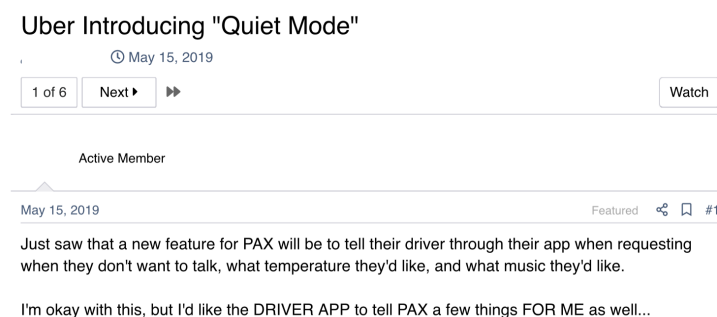 Uber Introducing "Quiet Mode"
May 15, 2019
1 of 6 Next Watch
Active Member
May 15, 2019 Featured #1
Just saw that a new feature for PAX will be to tell their driver through their app when requesting
when they don't want to talk, what temperature they'd like, and what music they'd like.
I'm okay with this, but I'd like the DRIVER APP to tell PAX a few things FOR ME as well...